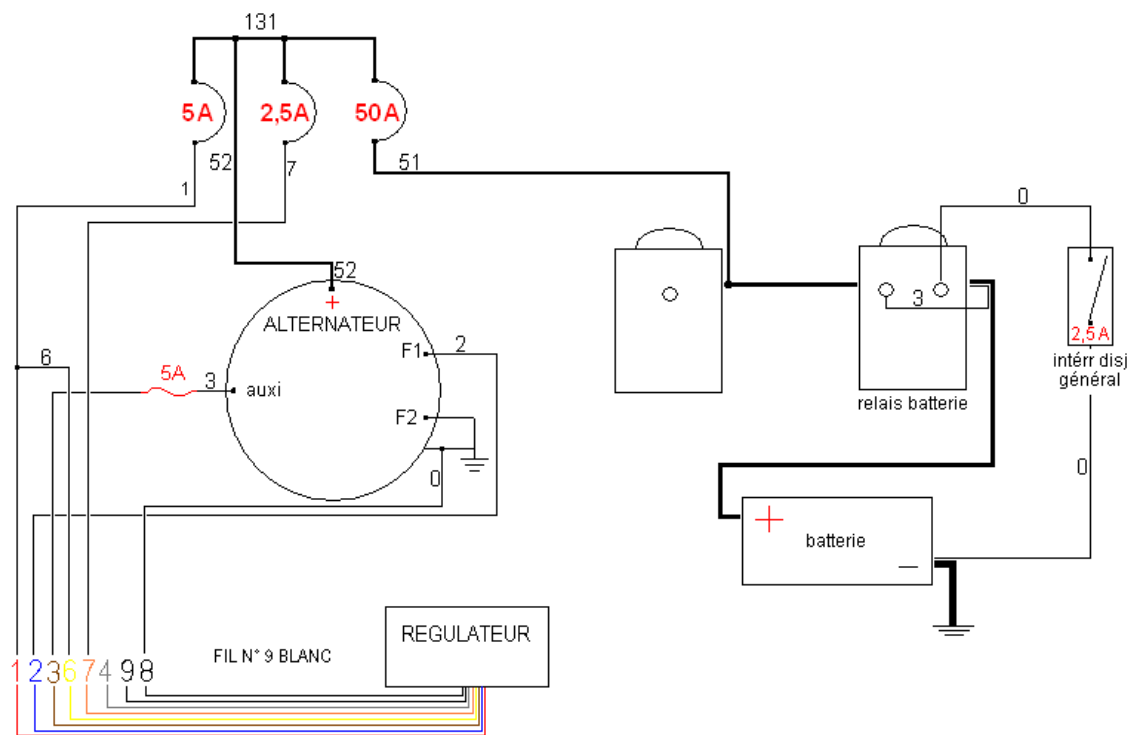 131
5A
2,5A
50A
52
7
51
1
0
52
3
+
ALTERNATEUR
F1
2
2,5A
6
5A
3
auxi
intérr disj
général
relais batterie
F2
0
0
+
batterie
—
REGULATEUR
FIL N° 9 BLANC
1 2 3 6 7 4 9 8